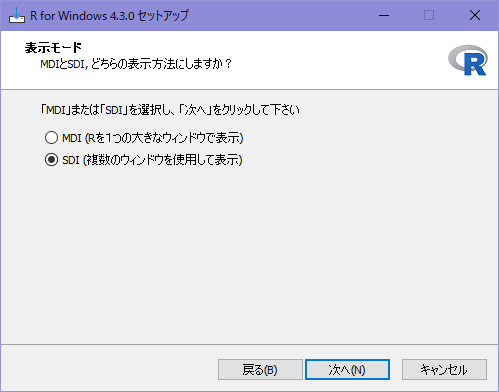 R for Windows 4.3.0 セットアップ
表示モード
MDIとSDI, どちらの表示方法にしますか？
R
「MDI」または「SDI」を選択し、「次へ」をクリックして下さい
MDI (Rを1つの大きなウィンドウで表示)
SDI (複数のウィンドウを使用して表示)
戻る(B)
次へ(N)
キャンセル